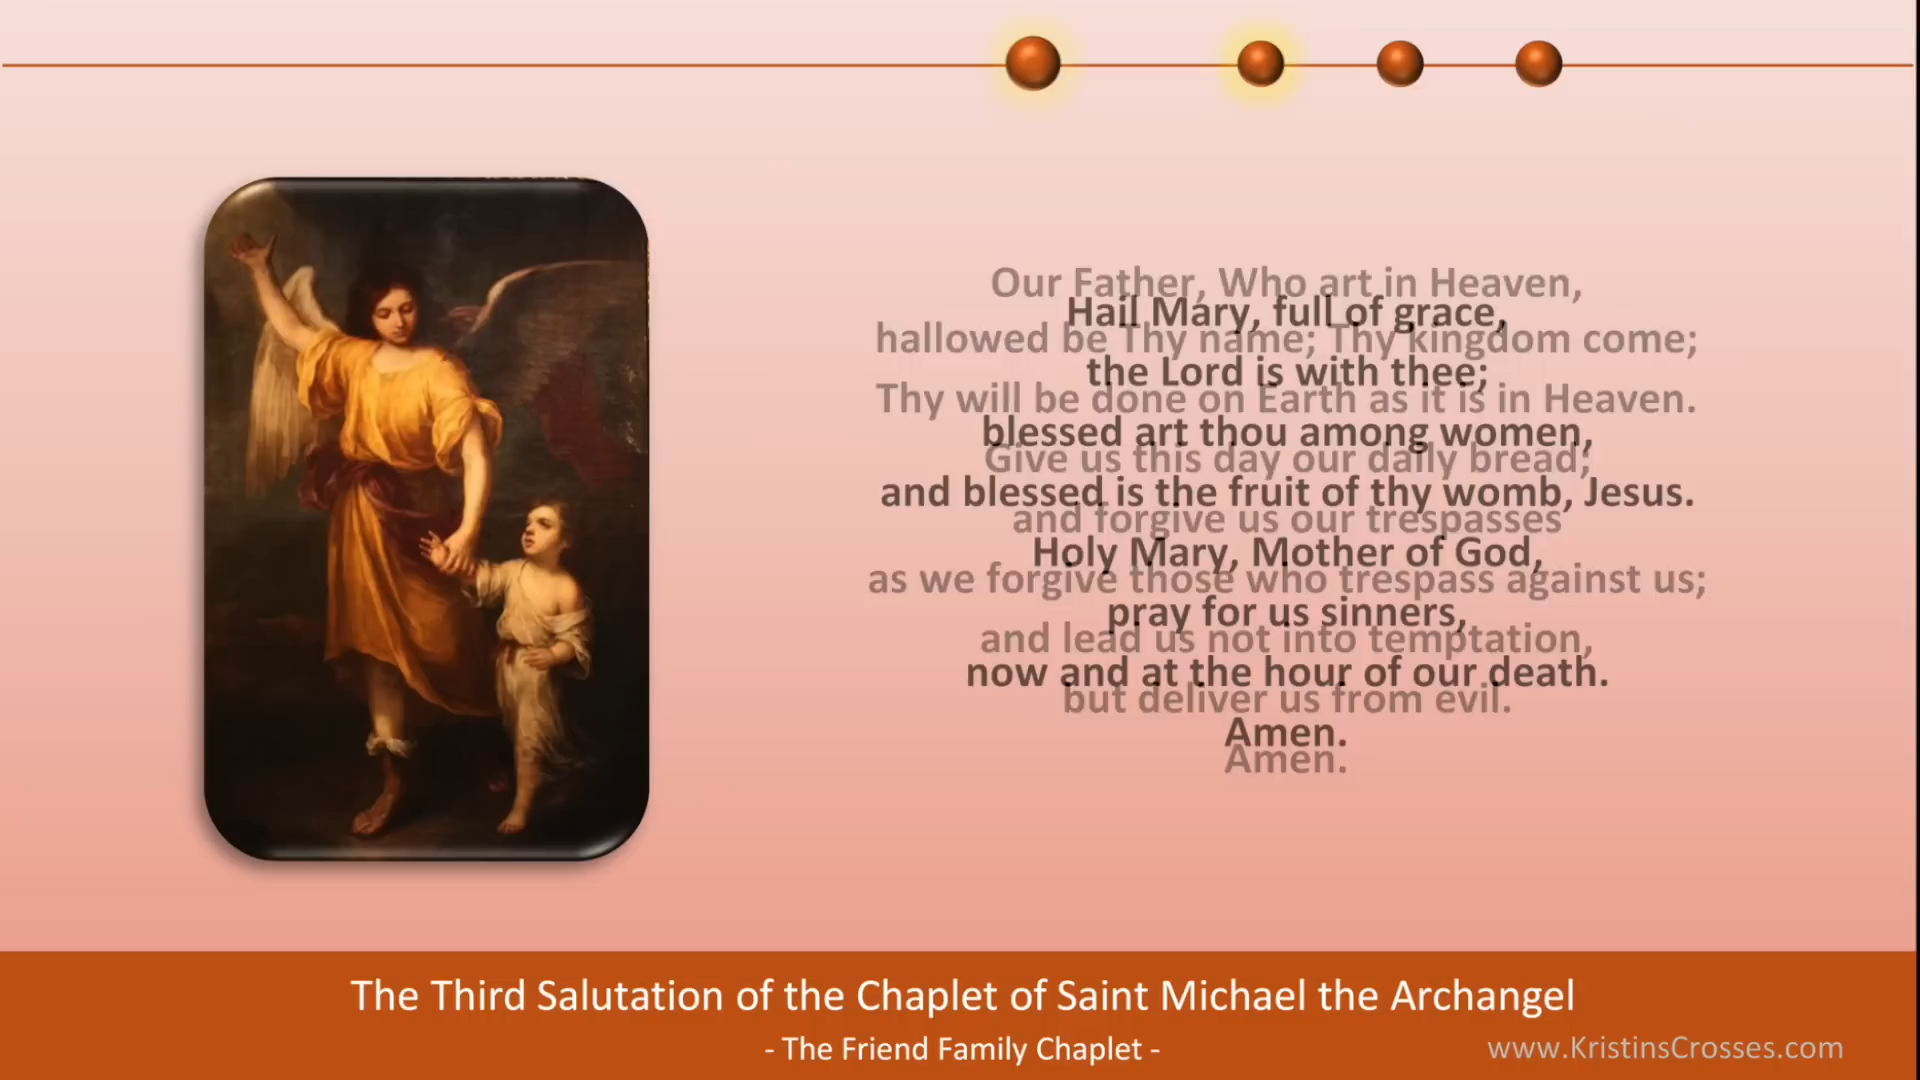 Our Father, Who art in Heaven,
Hail Mary, full of grace,
hallowed be Thy name; Thy kingdom come;
the Lord is with thee;
Thy will be done on Earth as it is in Heaven.
blessed art thou among women,
Give us this day our daily bread;
and blessed is the fruit of thy womb, Jesus.
and forgive us our trespasses
Holy Mary, Mother of God,
as we forgive those who trespass against us;
pray for us sinners,
and lead us not into temptation,
now and at the hour of our death.
but deliver us from evil.
Amen.
Amen.
The Third Salutation of the Chaplet of Saint Michael the Archangel
- The Friend Family Chaplet -
www.KristinsCrosses.com